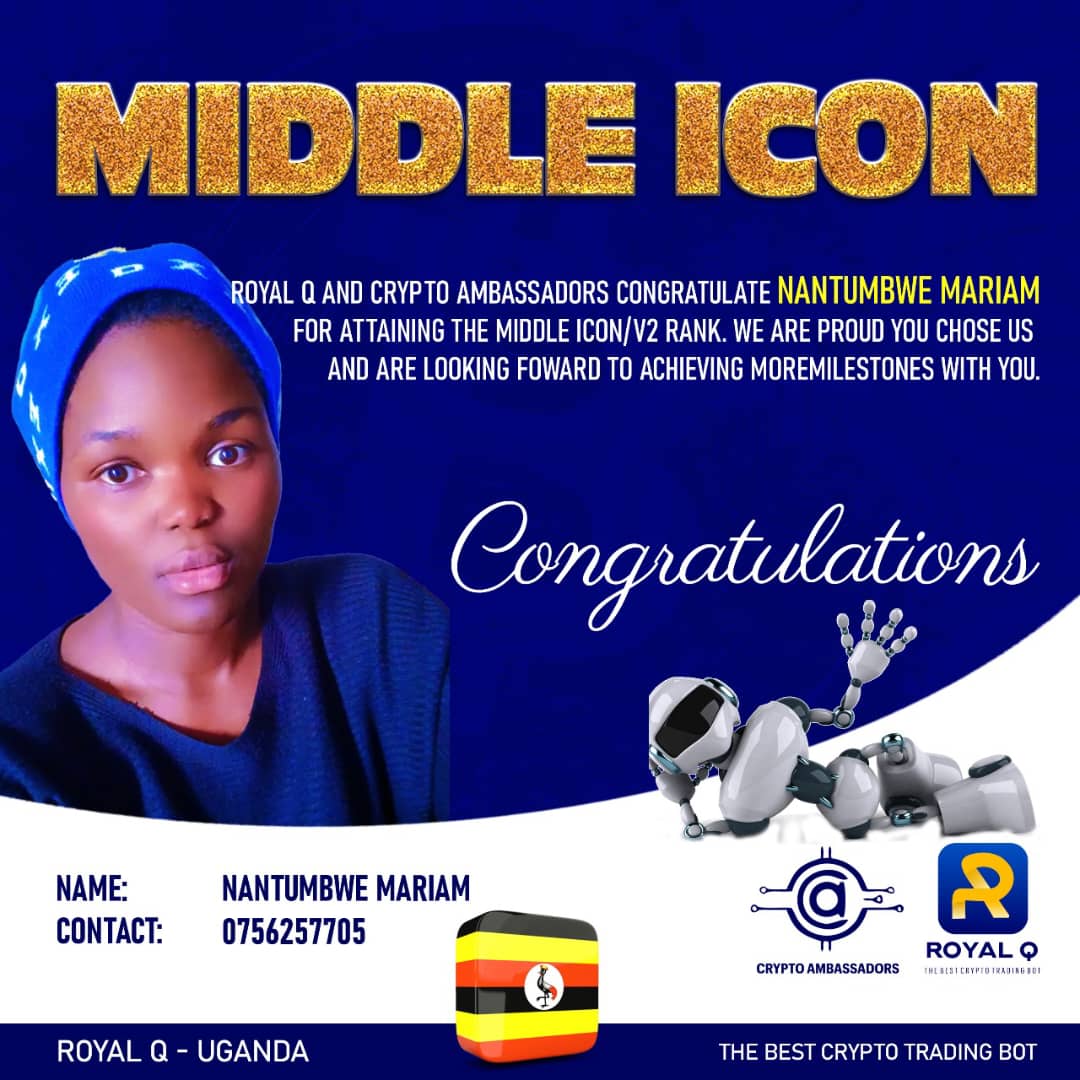 MIDDLE ICON
ROYAL Q AND CRYPTO AMBASSADORS CONGRATULATE NANTUMBWE MARIAM
FOR ATTAINING THE MIDDLE ICON/V2 RANK. WE ARE PROUD YOU CHOSE US
AND ARE LOOKING FOWARD TO ACHIEVING MOREMILESTONES WITH YOU.
Congratulations
NAME: NANTUMBWE MARIAM
CONTACT: 0756257705
CRYPTO AMBASSADORS
ROYAL Q
THE BEST CRYPTO TRADING BOT
ROYAL Q - UGANDA
THE BEST CRYPTO TRADING BOT